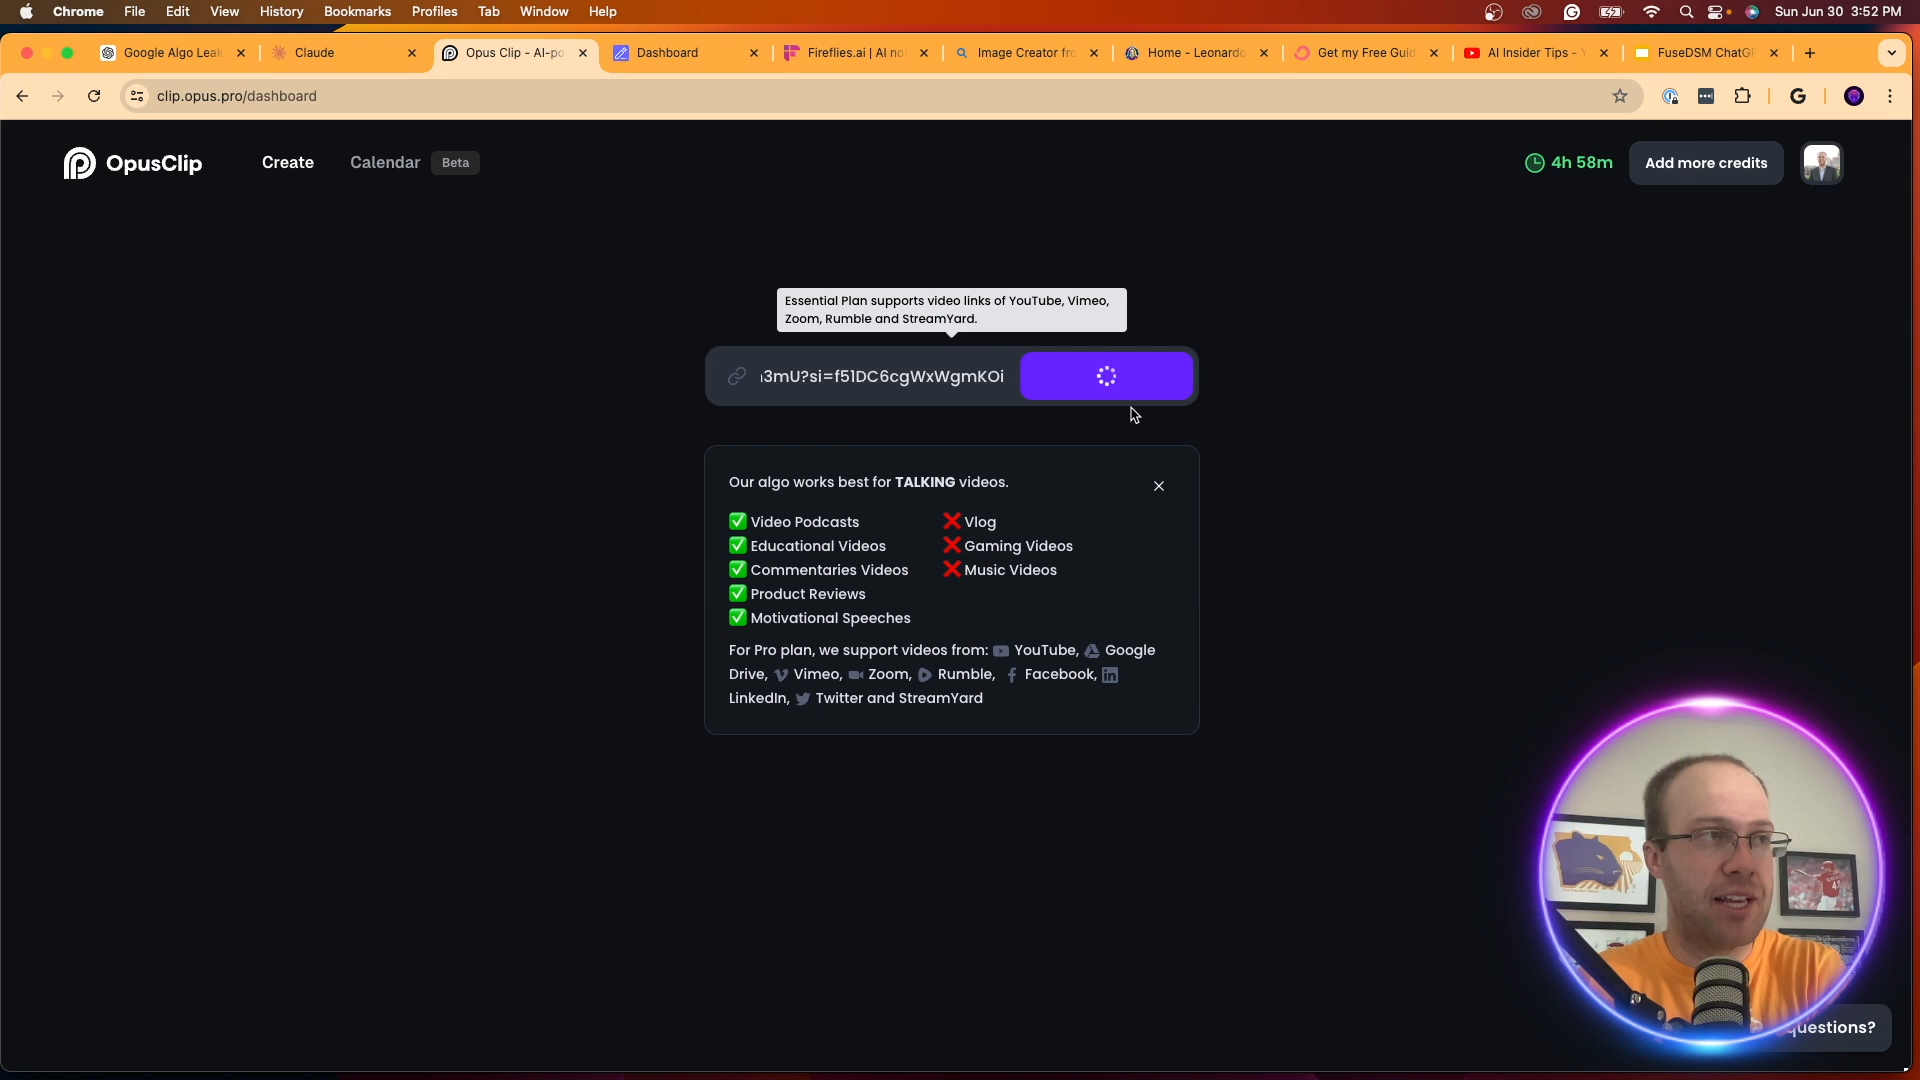 Chrome File Edit View History Bookmarks Profiles Tab Window Help Sun Jun 30 3:52 PM
Google Algo Leak Claude Opus Clip - AI-po Dashboard Fireflies.ai | AI no Image Creator fro Home - Leonardo Get my Free Guid AI Insider Tips - Y FuseDSM ChatGP
clip.opus.pro/dashboard
OpusClip Create Calendar Beta 4h 58m Add more credits
Essential Plan supports video links of YouTube, Vimeo,
Zoom, Rumble and StreamYard.
3mU?si=f51DC6cgWxWgmKOi
Our algo works best for TALKING videos.
Video Podcasts Vlog
Educational Videos Gaming Videos
Commentaries Videos Music Videos
Product Reviews
Motivational Speeches
For Pro plan, we support videos from: YouTube, Google
Drive, Vimeo, Zoom, Rumble, Facebook,
LinkedIn, Twitter and StreamYard
questions?